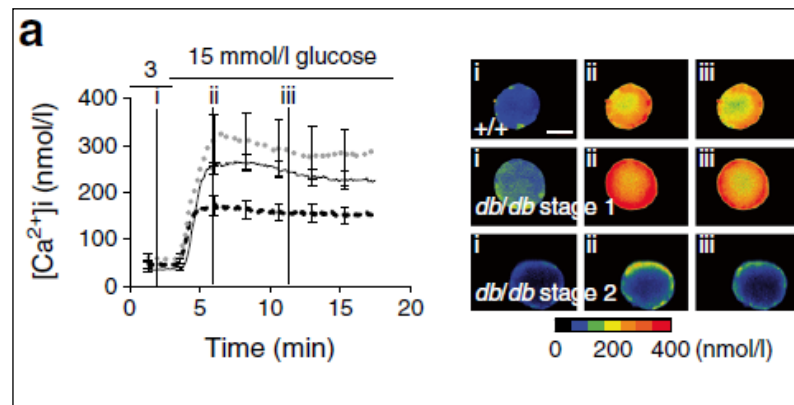 a
3
15 mmol/l glucose
i
ii
iii
400
300
200
100
0
[Ca²⁺]i (nmol/l)
0
5
10
15
20
Time (min)
i
ii
iii
+/+
i
ii
iii
db/db stage 1
i
ii
iii
db/db stage 2
0 200 400 (nmol/l)